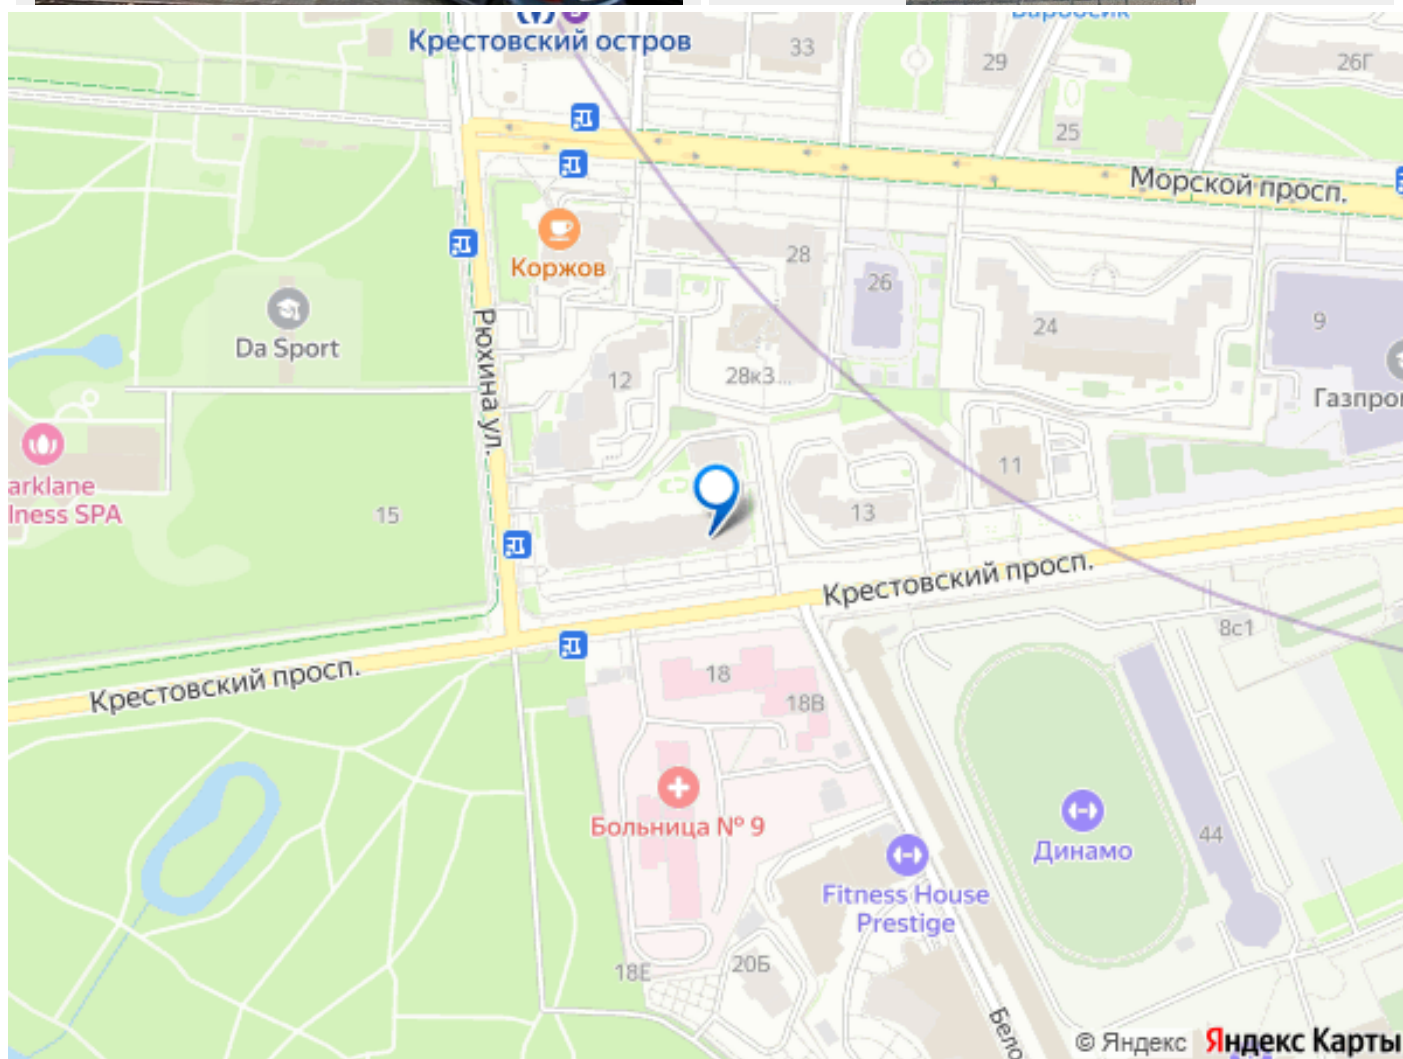 Крестовский остров
33
29
26Г
25
Морской просп.
Коржов
28
26
Da Sport
Рюхина ул.
24
9
12
28к3...
Газпро
arklane
lness SPA
15
11
13
Крестовский просп.
8с1
18
18В
Крестовский просп.
Больница № 9
Динамо
44
Fitness House
Prestige
20Б
18Е
Бело
© Яндекс Яндекс Карты